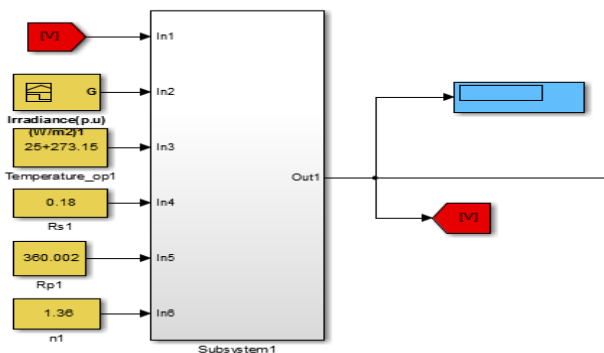 [V]
In1
G
In2
Irradiance(p.u)
(W/m2)1
25+273.15
In3
Temperature_op1
Out1
0.18
In4
Rs1
[V]
360.002
In5
Rp1
1.36
In6
n1
Subsystem1